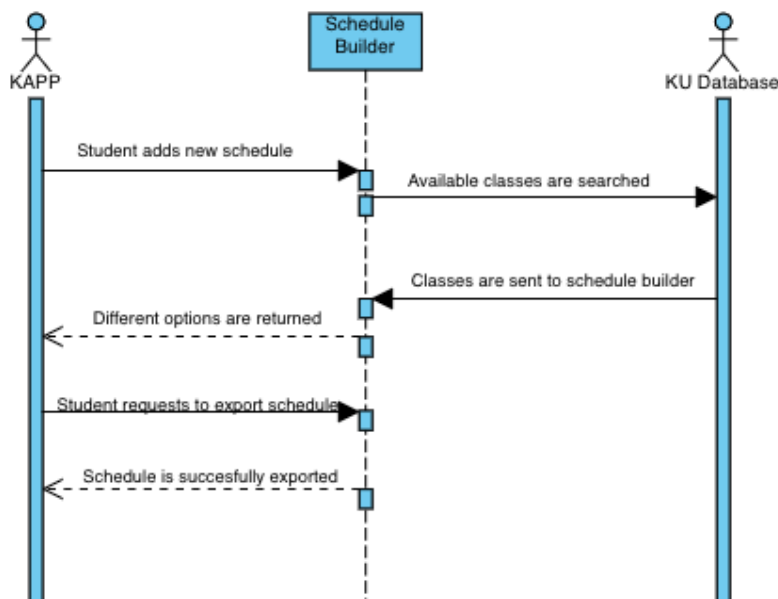 Schedule
Builder
KAPP
KU Database
Student adds new schedule
Available classes are searched
Classes are sent to schedule builder
Different options are returned
Student requests to export schedule
Schedule is succesfully exported